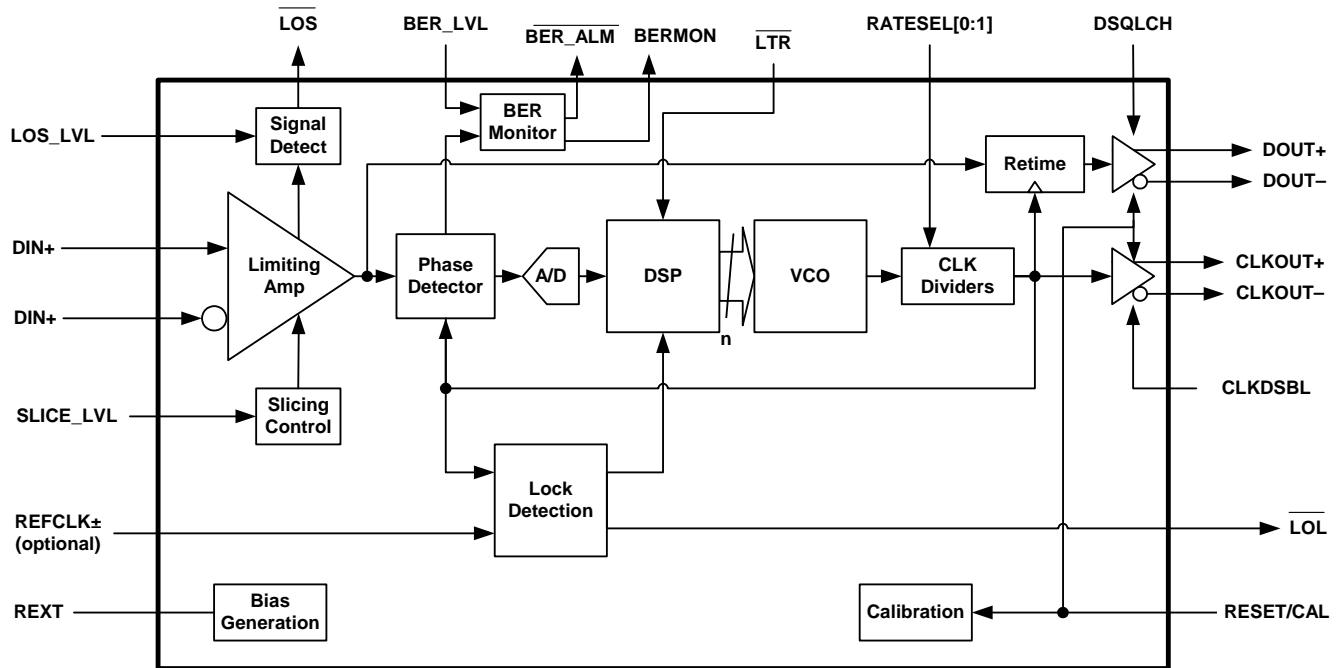 LOS
BER_LVL
BER_ALM
BERMON
LTR
RATESEL[0:1]
DSQLCH
LOS_LVL
Signal
Detect
BER
Monitor
Retime
DOUT+
DOUT–
DIN+
Limiting
Amp
Phase
Detector
A/D
DSP
n
VCO
CLK
Dividers
CLKOUT+
CLKOUT–
DIN+
SLICE_LVL
Slicing
Control
CLKDSBL
Lock
Detection
REFCLK±
(optional)
LOL
REXT
Bias
Generation
Calibration
RESET/CAL